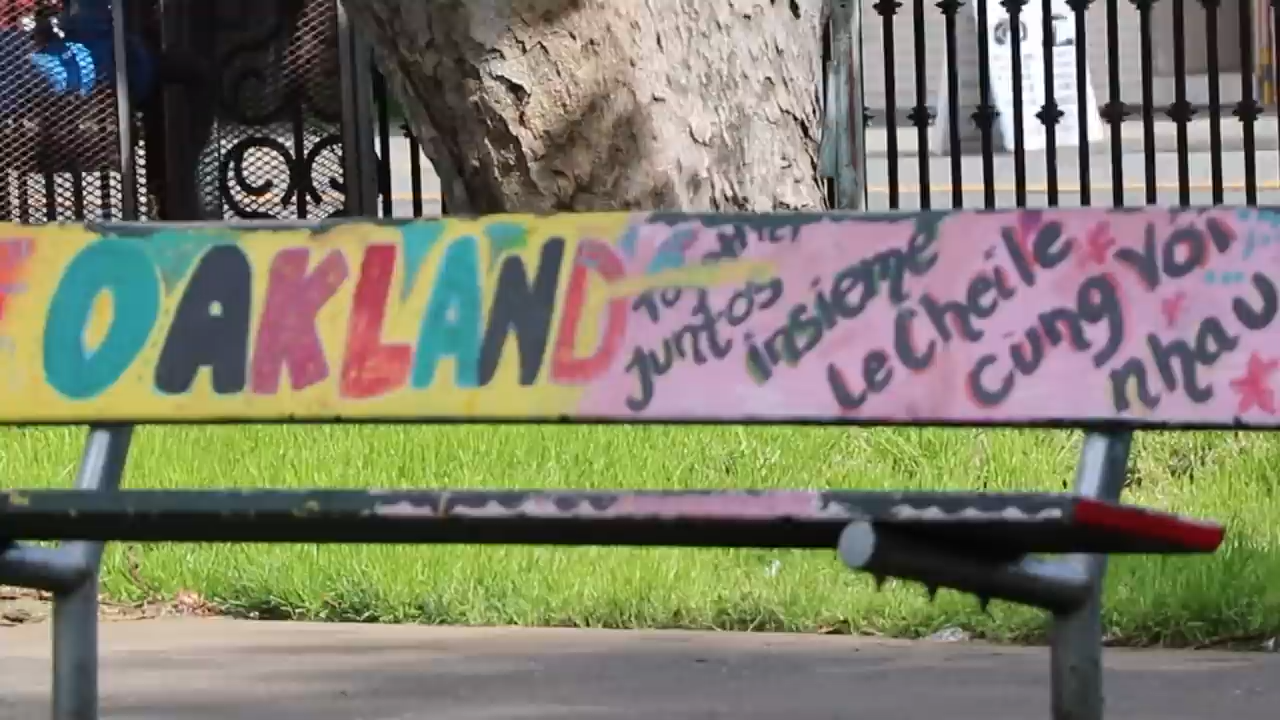 OAKLAND
juntos
insieme
Le Cheile
cùng với
nhau